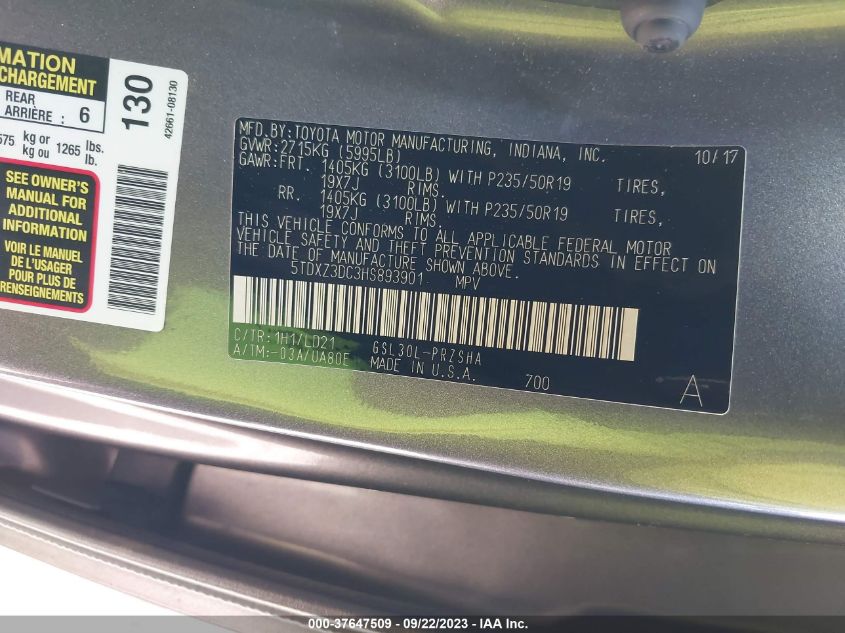 MATION
CHARGEMENT
REAR
ARRIÈRE : 6
575 kg or kg ou 1265 lbs. lb.
SEE OWNER'S
MANUAL FOR
ADDITIONAL
INFORMATION
VOIR LE MANUEL
DE L'USAGER
POUR PLUS DE
RENSEIGNEMENTS
130
42661-08130
MFD.BY:TOYOTA MOTOR MANUFACTURING, INDIANA, INC. 10/17
GVWR:2715KG (5995LB)
GAWR:FRT. 1405KG (3100LB) WITH P235/50R19 TIRES,
19X7J RIMS.
RR. 1405KG (3100LB) WITH P235/50R19 TIRES,
19X7J RIMS.
THIS VEHICLE CONFORMS TO ALL APPLICABLE FEDERAL MOTOR
VEHICLE SAFETY AND THEFT PREVENTION STANDARDS IN EFFECT ON
THE DATE OF MANUFACTURE SHOWN ABOVE.
5TDXZ3DC3HS893901 MPV
C/TR:1H1/LD21 GSL30L-PRZSHA
A/TM:-03A/UA80E MADE IN U.S.A. 700
A
000-37647509 - 09/22/2023 - IAA Inc.